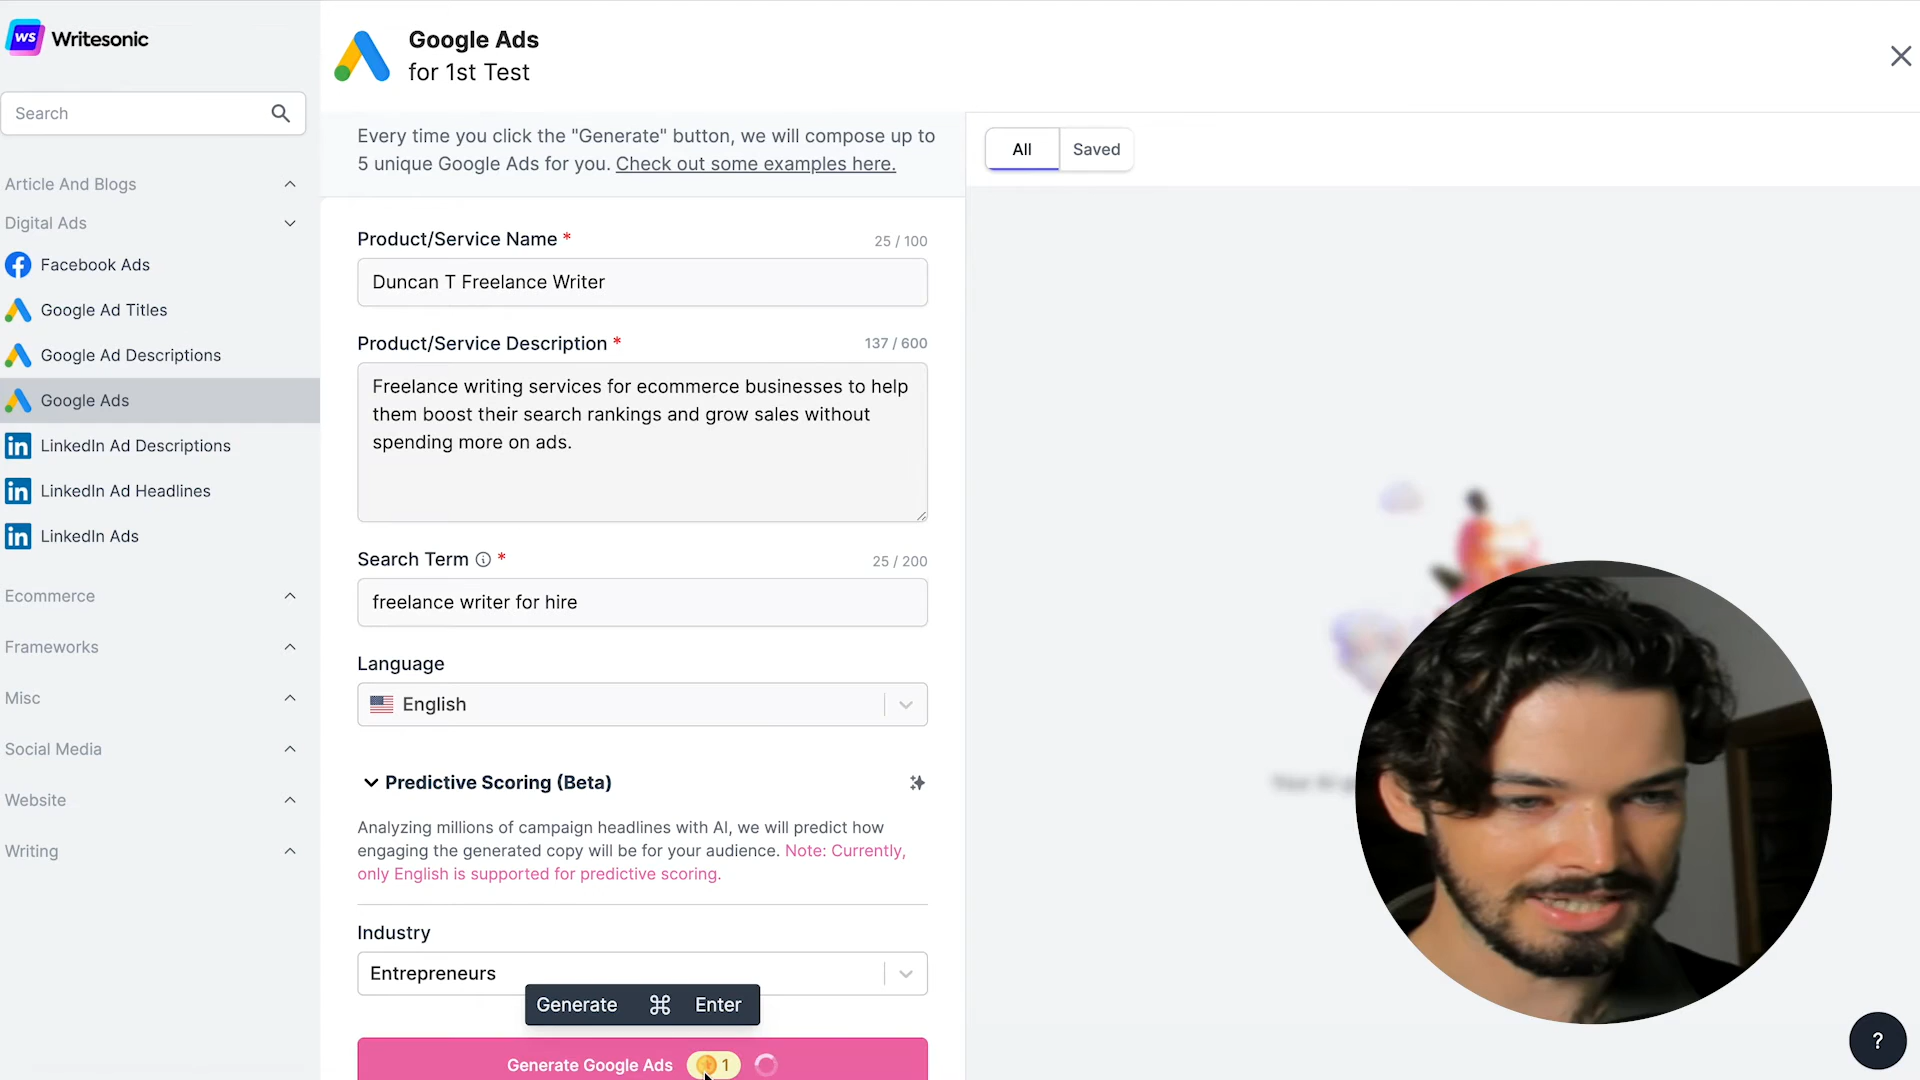 ws Writesonic
Search
Article And Blogs
Digital Ads
Facebook Ads
Google Ad Titles
Google Ad Descriptions
Google Ads
LinkedIn Ad Descriptions
LinkedIn Ad Headlines
LinkedIn Ads
Ecommerce
Frameworks
Misc
Social Media
Website
Writing
Google Ads
for 1st Test
Every time you click the "Generate" button, we will compose up to
5 unique Google Ads for you. Check out some examples here.
Product/Service Name *
25 / 100
Duncan T Freelance Writer
Product/Service Description *
137 / 600
Freelance writing services for ecommerce businesses to help
them boost their search rankings and grow sales without
spending more on ads.
Search Term *
25 / 200
freelance writer for hire
Language
English
Predictive Scoring (Beta)
Analyzing millions of campaign headlines with AI, we will predict how
engaging the generated copy will be for your audience. Note: Currently,
only English is supported for predictive scoring.
Industry
Entrepreneurs
Generate ⌘ Enter
Generate Google Ads 1
All
Saved
?